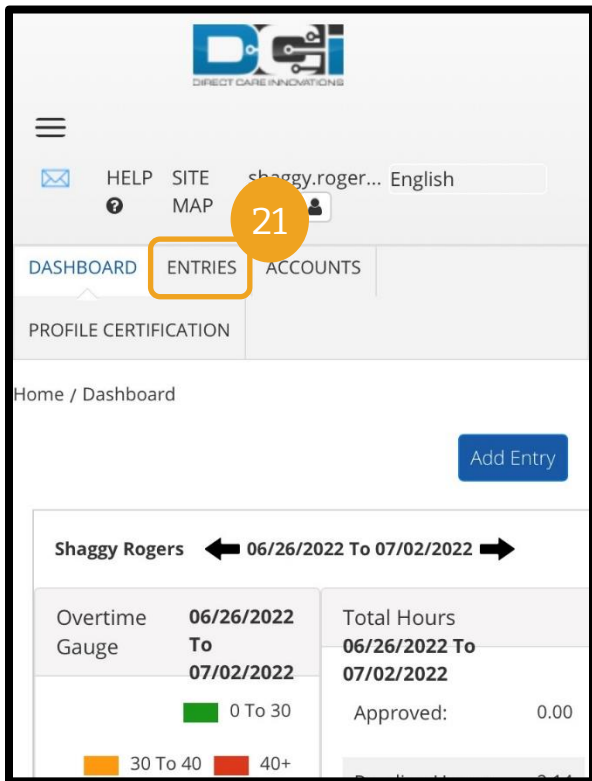 DCI
DIRECT CARE INNOVATIONS
HELP SITE MAP shaggy.roger... English
21
DASHBOARD ENTRIES ACCOUNTS
PROFILE CERTIFICATION
Home / Dashboard
Add Entry
Shaggy Rogers 06/26/2022 To 07/02/2022
Overtime Gauge 06/26/2022 To 07/02/2022
Total Hours 06/26/2022 To 07/02/2022
0 To 30
Approved: 0.00
30 To 40 40+